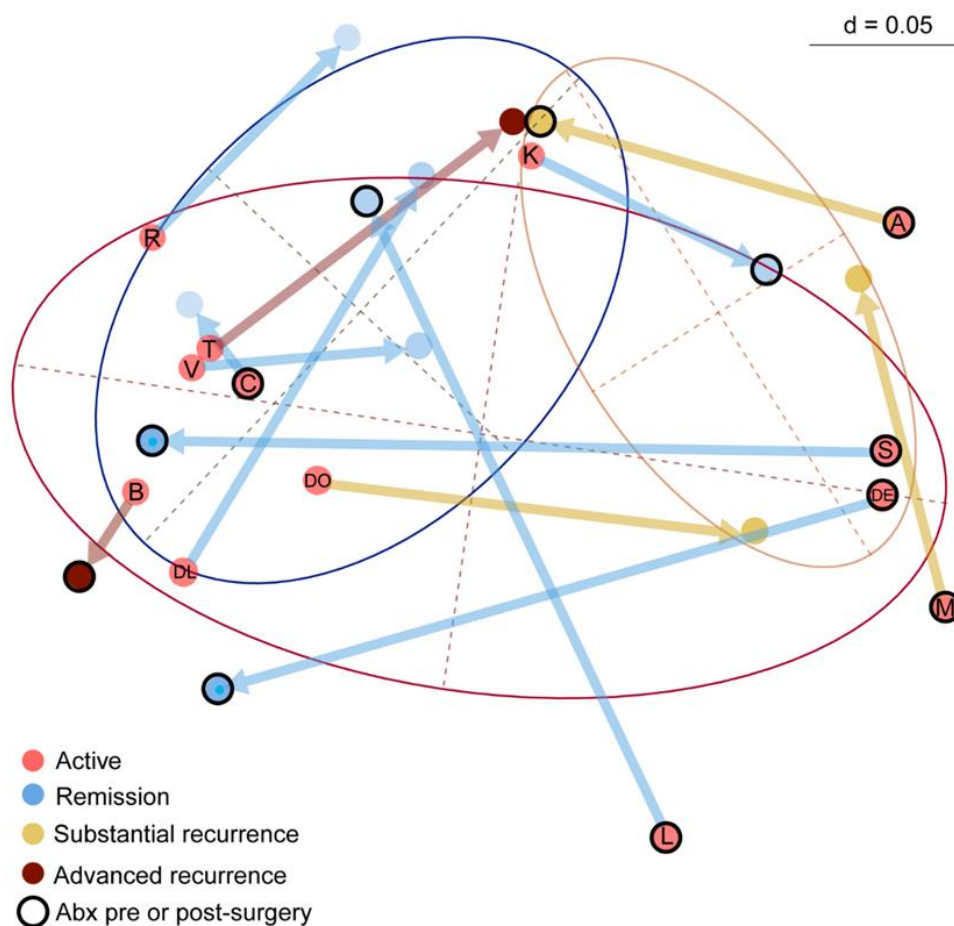 d = 0.05
K
A
R
T
V
C
S
B
DO
DE
DL
M
L
Active
Remission
Substantial recurrence
Advanced recurrence
Abx pre or post-surgery